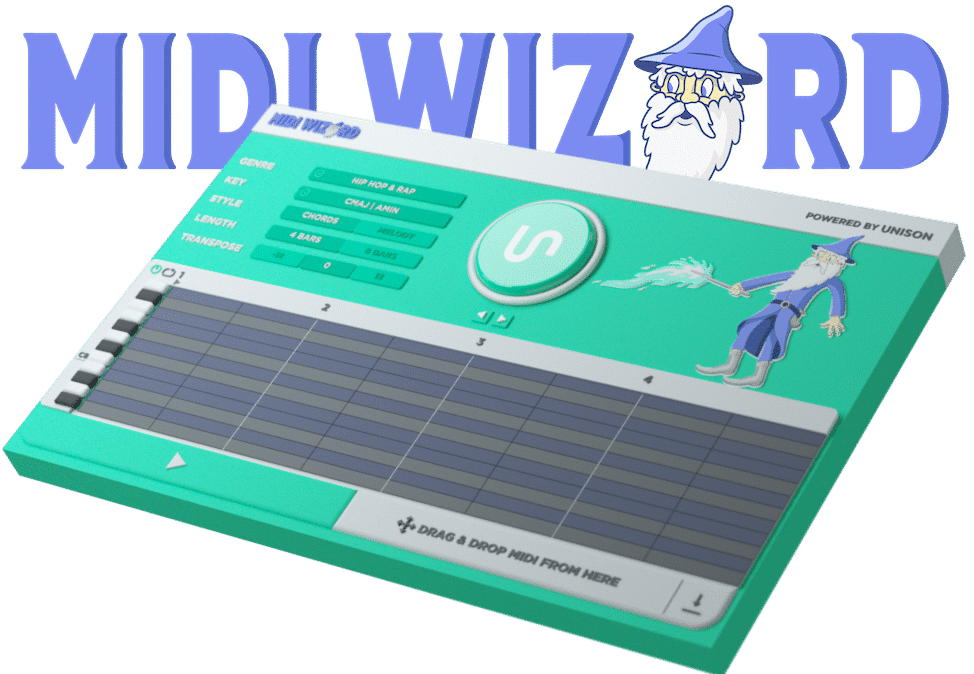 MIDI WIZARD
MIDI WIZARD
POWERED BY UNISON
GENRE
HIP HOP & RAP
KEY
CMAJ | AMIN
STYLE
CHORDS MELODY
LENGTH
4 BARS 8 BARS
TRANSPOSE
-12 0 12
1
2
3
4
C3
DRAG & DROP MIDI FROM HERE